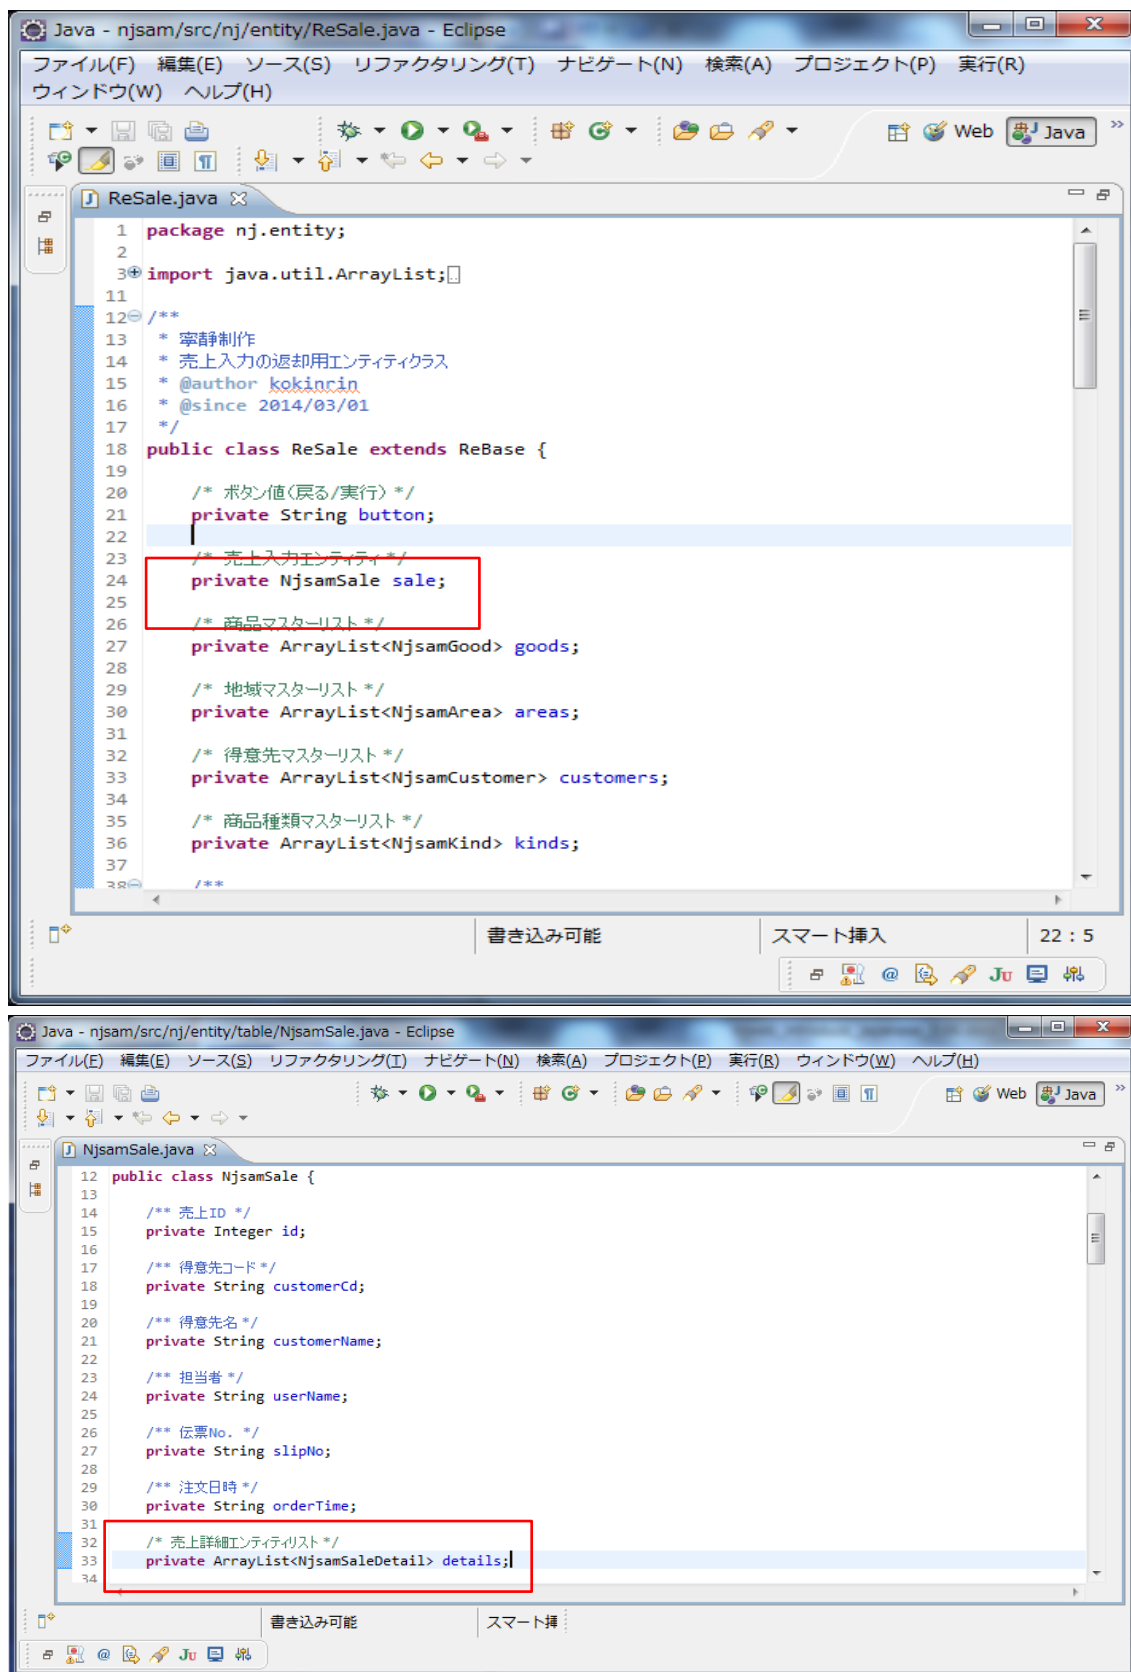 Java - njsam/src/nj/entity/ReSale.java - Eclipse
ファイル(F) 編集(E) ソース(S) リファクタリング(T) ナビゲート(N) 検索(A) プロジェクト(P) 実行(R)
ウィンドウ(W) ヘルプ(H)
Web Java
ReSale.java
1 package nj.entity;
2
3 import java.util.ArrayList;
11
12 /**
13 * 寧静制作
14 * 売上入力の返却用エンティティクラス
15 * @author kokinrin
16 * @since 2014/03/01
17 */
18 public class ReSale extends ReBase {
19
20 /* ボタン値(戻る/実行) */
21 private String button;
22
23 /* 売上入力エンティティ */
24 private NjsamSale sale;
25
26 /* 商品マスターリスト */
27 private ArrayList<NjsamGood> goods;
28
29 /* 地域マスターリスト */
30 private ArrayList<NjsamArea> areas;
31
32 /* 得意先マスターリスト */
33 private ArrayList<NjsamCustomer> customers;
34
35 /* 商品種類マスターリスト */
36 private ArrayList<NjsamKind> kinds;
37
38 /**
書き込み可能 スマート挿入 22 : 5
Java - njsam/src/nj/entity/table/NjsamSale.java - Eclipse
ファイル(F) 編集(E) ソース(S) リファクタリング(T) ナビゲート(N) 検索(A) プロジェクト(P) 実行(R) ウィンドウ(W) ヘルプ(H)
Web Java
NjsamSale.java
12 public class NjsamSale {
13
14 /** 売上ID */
15 private Integer id;
16
17 /** 得意先コード */
18 private String customerCd;
19
20 /** 得意先名 */
21 private String customerName;
22
23 /** 担当者 */
24 private String userName;
25
26 /** 伝票No. */
27 private String slipNo;
28
29 /** 注文日時 */
30 private String orderTime;
31
32 /* 売上詳細エンティティリスト */
33 private ArrayList<NjsamSaleDetail> details;
34
書き込み可能 スマート挿